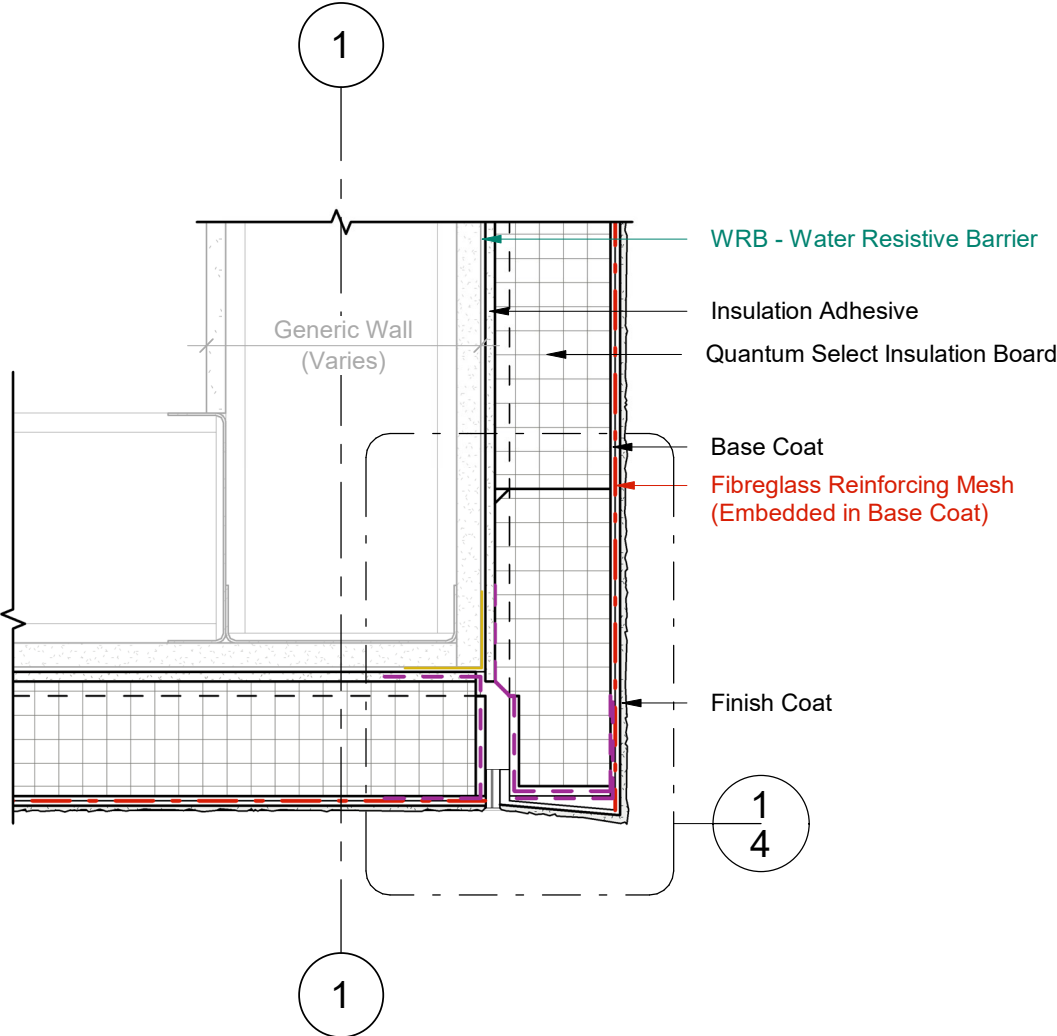 1
WRB - Water Resistive Barrier
Insulation Adhesive
Generic Wall
(Varies)
Quantum Select Insulation Board
Base Coat
Fibreglass Reinforcing Mesh
(Embedded in Base Coat)
Finish Coat
1
4
1